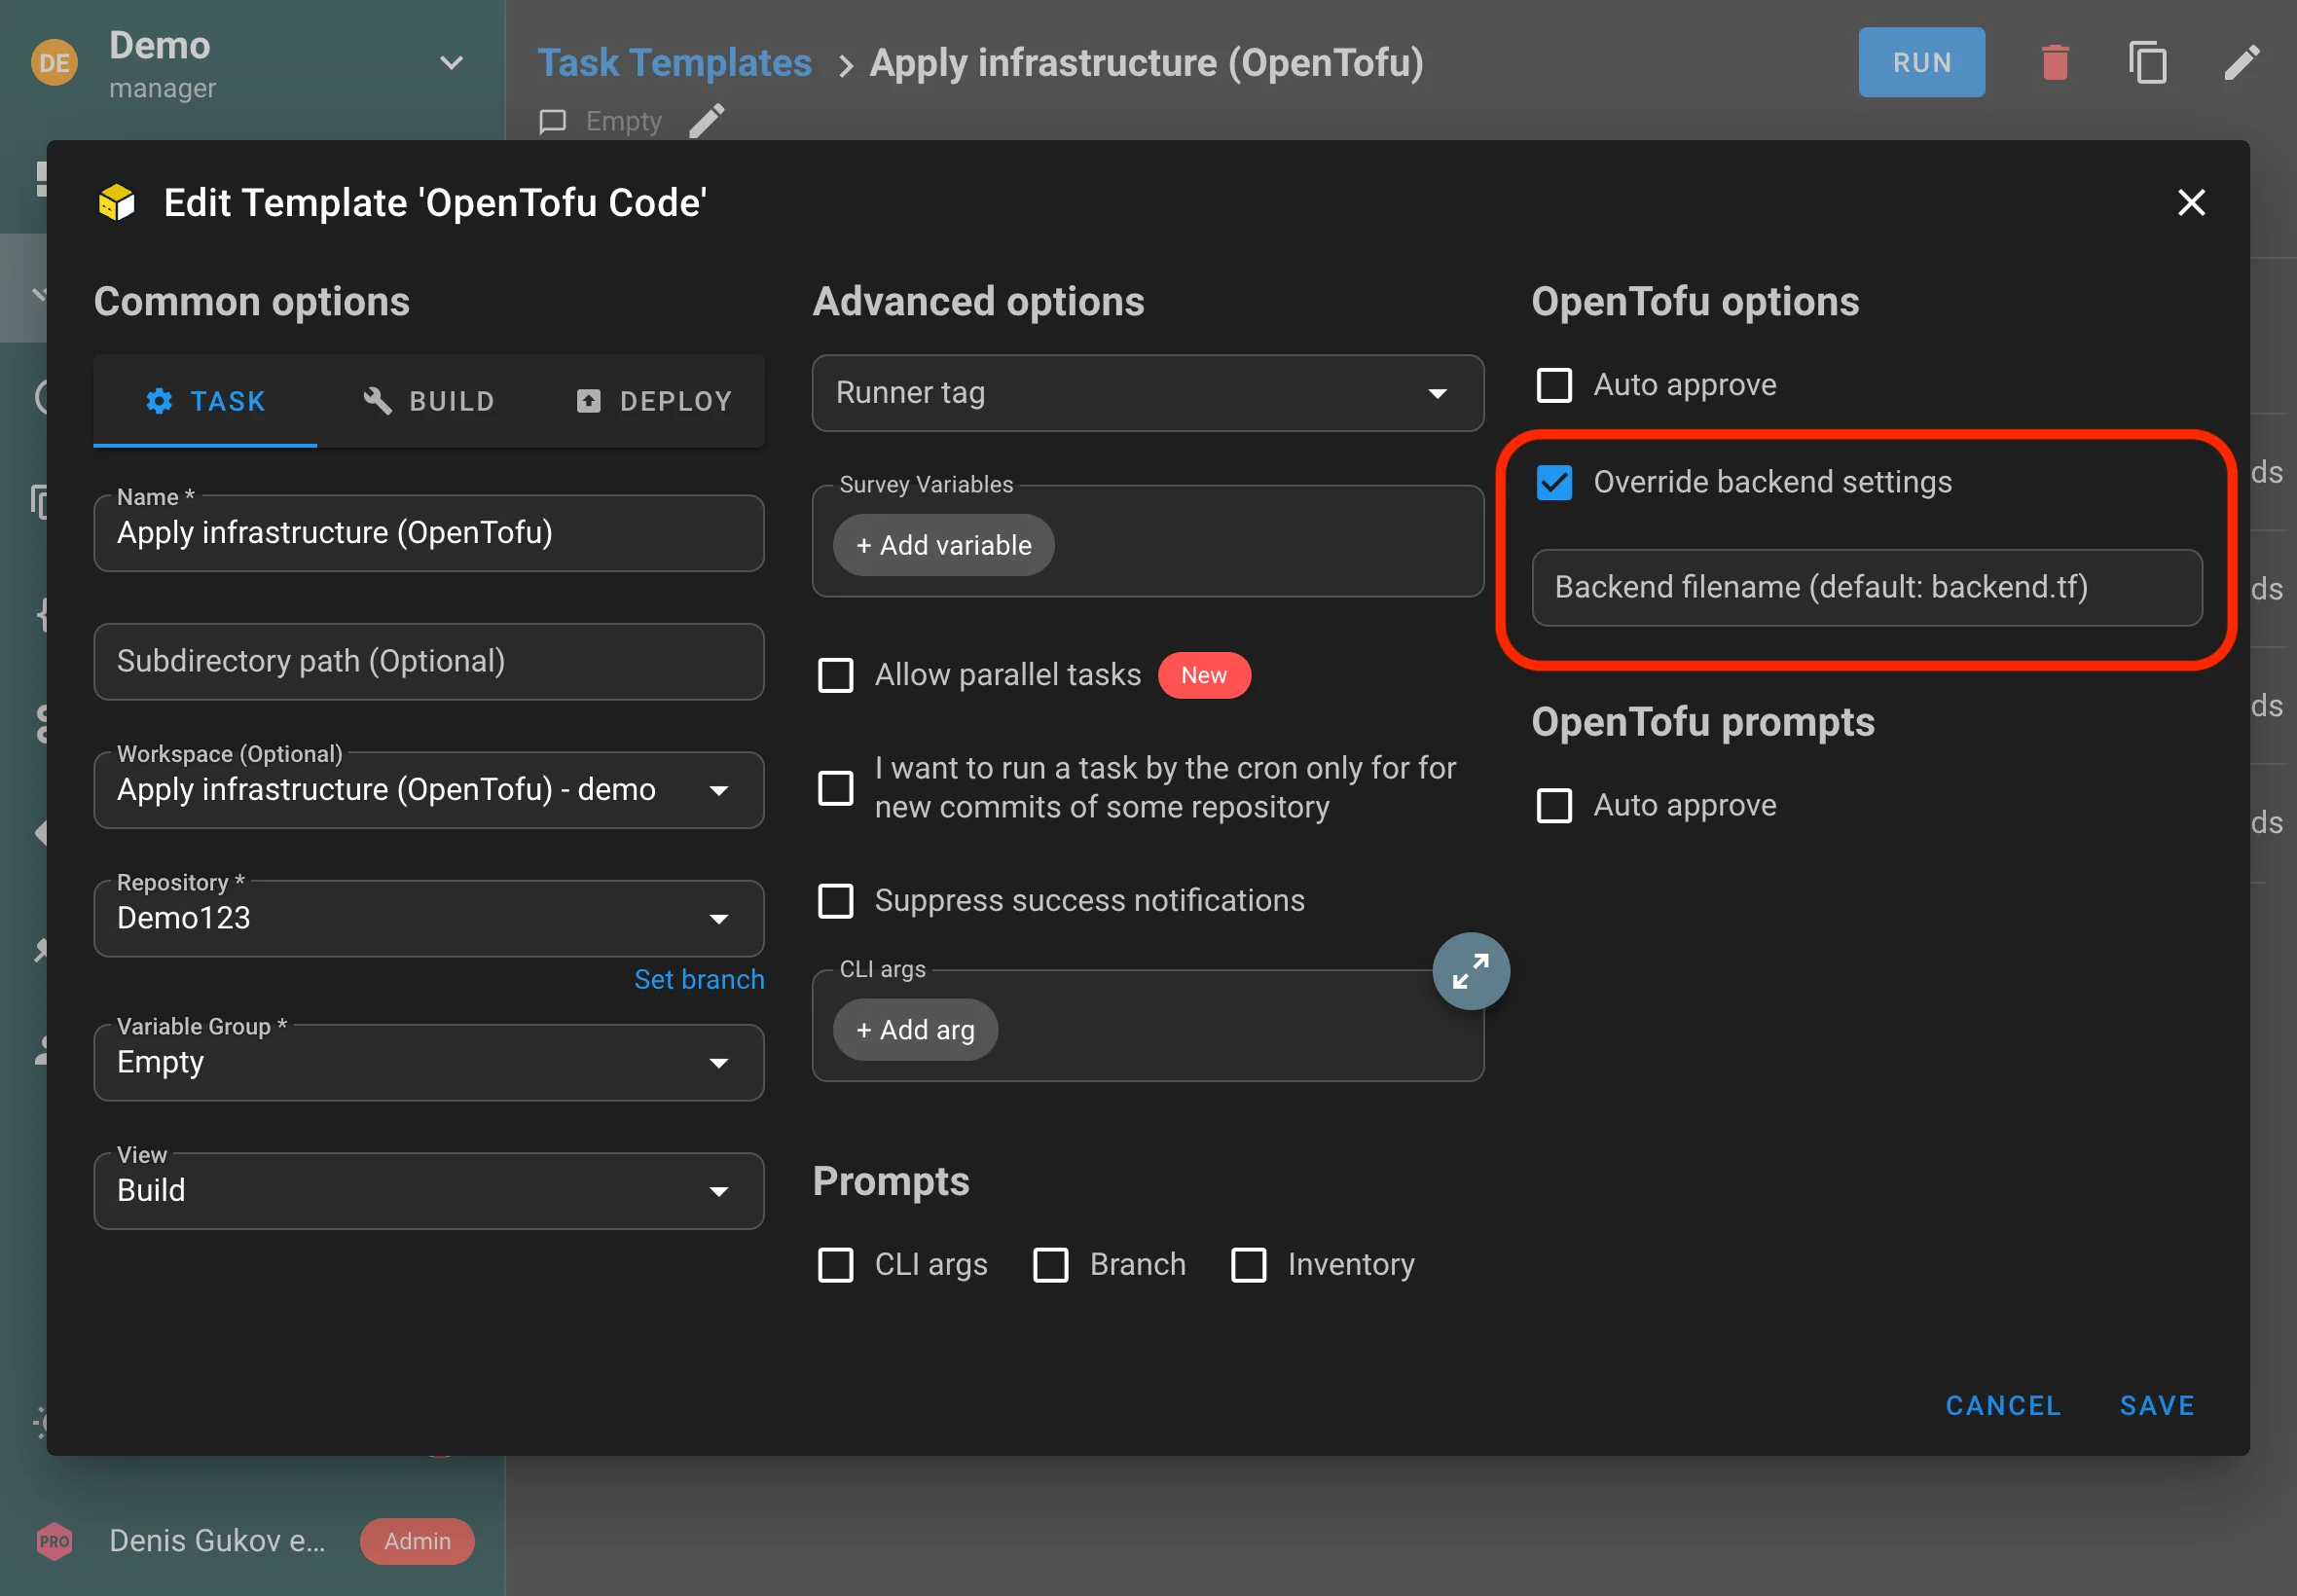 DE
Demo
manager
Task Templates > Apply infrastructure (OpenTofu)
RUN
Empty
Edit Template 'OpenTofu Code'
Common options
TASK
BUILD
DEPLOY
Name *
Apply infrastructure (OpenTofu)
Subdirectory path (Optional)
Workspace (Optional)
Apply infrastructure (OpenTofu) - demo
Repository *
Demo123
Set branch
Variable Group *
Empty
View
Build
Advanced options
Runner tag
Survey Variables
+ Add variable
Allow parallel tasks
New
I want to run a task by the cron only for for
new commits of some repository
Suppress success notifications
CLI args
+ Add arg
Prompts
CLI args
Branch
Inventory
OpenTofu options
Auto approve
Override backend settings
Backend filename (default: backend.tf)
OpenTofu prompts
Auto approve
ds
ds
ds
ds
CANCEL
SAVE
PRO
Denis Gukov e...
Admin